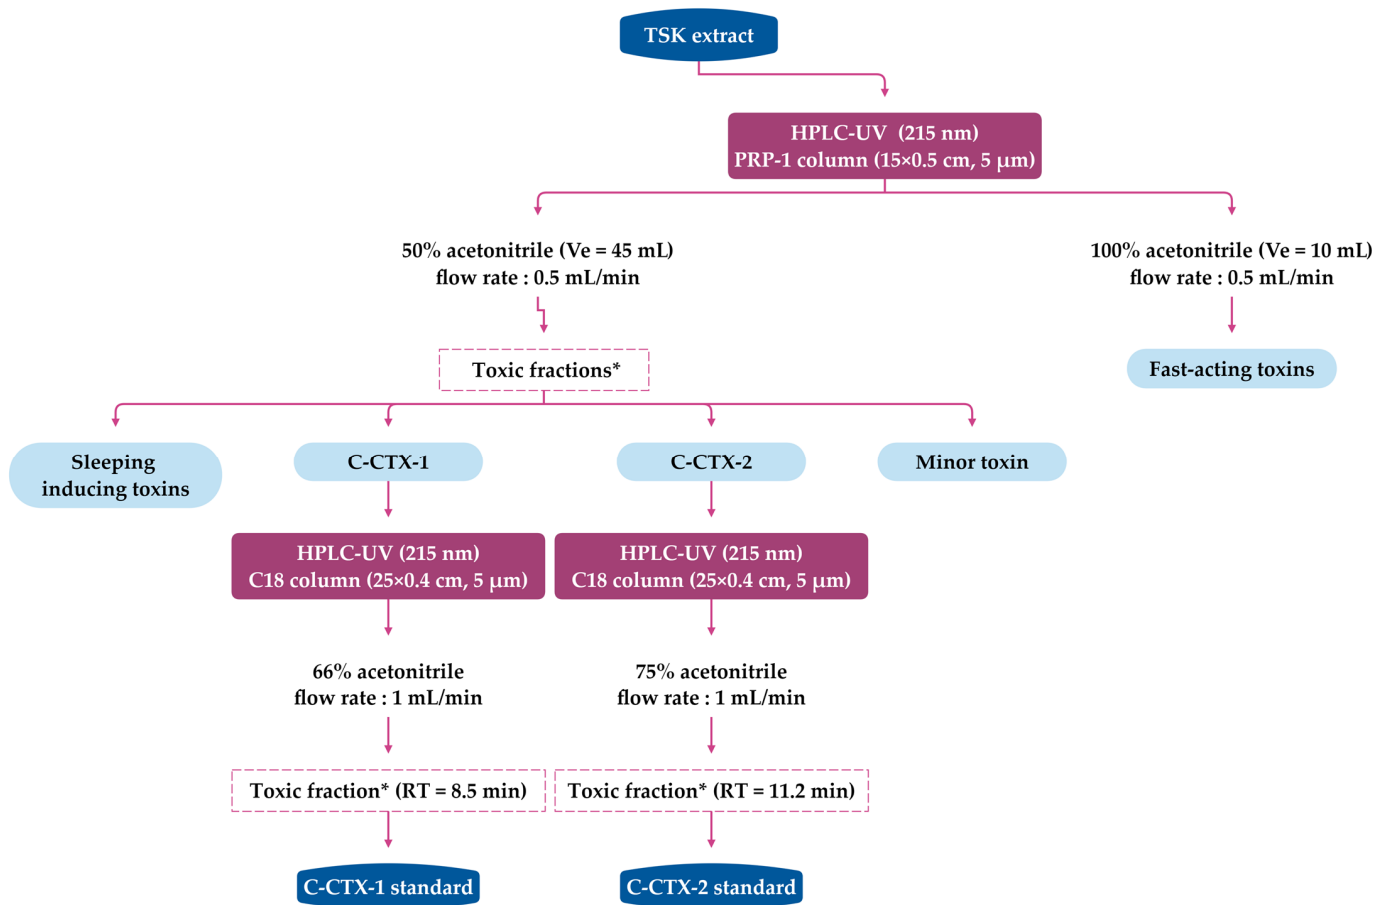 TSK extract
HPLC-UV (215 nm)
PRP-1 column (15×0.5 cm, 5 µm)
50% acetonitrile (Ve = 45 mL)
flow rate : 0.5 mL/min
100% acetonitrile (Ve = 10 mL)
flow rate : 0.5 mL/min
Toxic fractions*
Fast-acting toxins
Sleeping
inducing toxins
C-CTX-1
C-CTX-2
Minor toxin
HPLC-UV (215 nm)
C18 column (25×0.4 cm, 5 µm)
HPLC-UV (215 nm)
C18 column (25×0.4 cm, 5 µm)
66% acetonitrile
flow rate : 1 mL/min
75% acetonitrile
flow rate : 1 mL/min
Toxic fraction* (RT = 8.5 min)
Toxic fraction* (RT = 11.2 min)
C-CTX-1 standard
C-CTX-2 standard